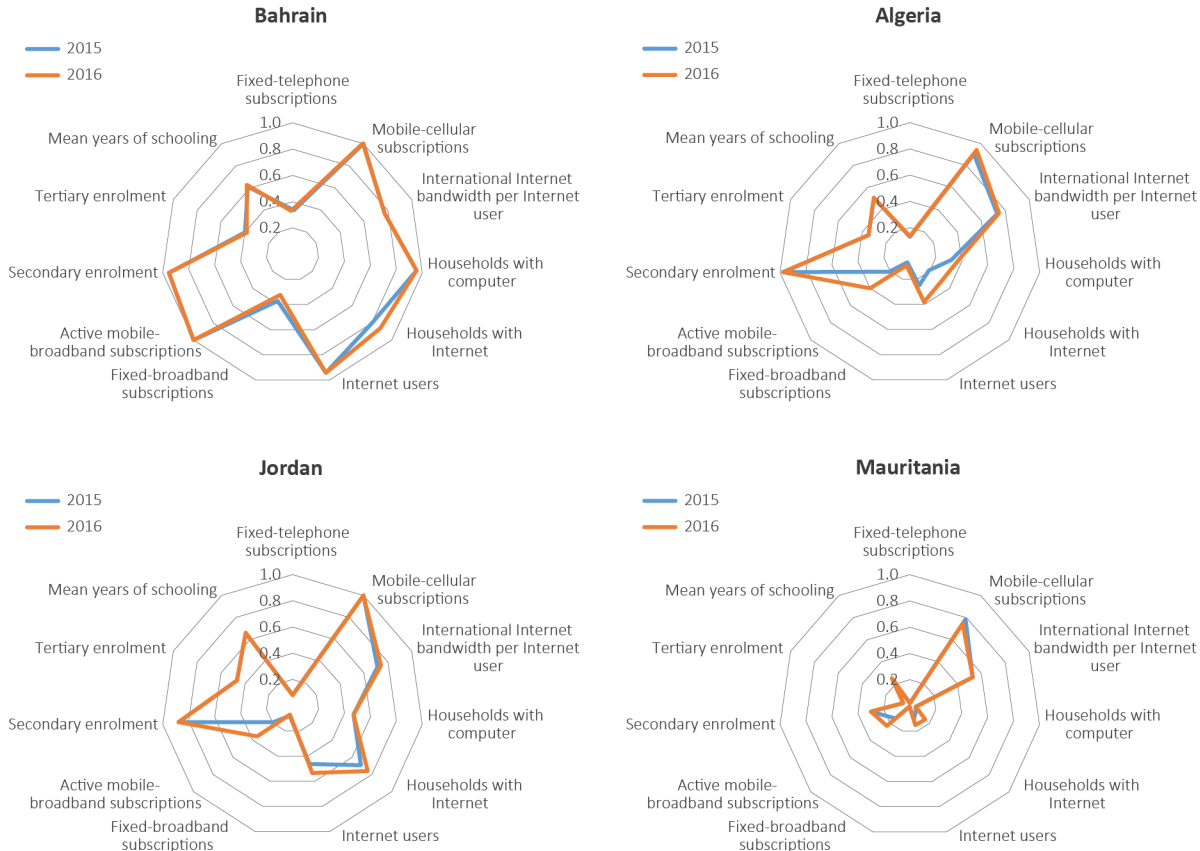 Bahrain
2015
2016
Fixed-telephone
subscriptions
Mobile-cellular
subscriptions
International Internet
bandwidth per Internet
user
Households with
computer
Households with
Internet
Internet users
Fixed-broadband
subscriptions
Active mobile-
broadband subscriptions
Secondary enrolment
Tertiary enrolment
Mean years of schooling
1.0
0.8
0.6
0.4
0.2
Algeria
2015
2016
Fixed-telephone
subscriptions
Mobile-cellular
subscriptions
International Internet
bandwidth per Internet
user
Households with
computer
Households with
Internet
Internet users
Fixed-broadband
subscriptions
Active mobile-
broadband subscriptions
Secondary enrolment
Tertiary enrolment
Mean years of schooling
1.0
0.8
0.6
0.4
0.2
Jordan
2015
2016
Fixed-telephone
subscriptions
Mobile-cellular
subscriptions
International Internet
bandwidth per Internet
user
Households with
computer
Households with
Internet
Internet users
Fixed-broadband
subscriptions
Active mobile-
broadband subscriptions
Secondary enrolment
Tertiary enrolment
Mean years of schooling
1.0
0.8
0.6
0.4
0.2
Mauritania
2015
2016
Fixed-telephone
subscriptions
Mobile-cellular
subscriptions
International Internet
bandwidth per Internet
user
Households with
computer
Households with
Internet
Internet users
Fixed-broadband
subscriptions
Active mobile-
broadband subscriptions
Secondary enrolment
Tertiary enrolment
Mean years of schooling
1.0
0.8
0.6
0.4
0.2